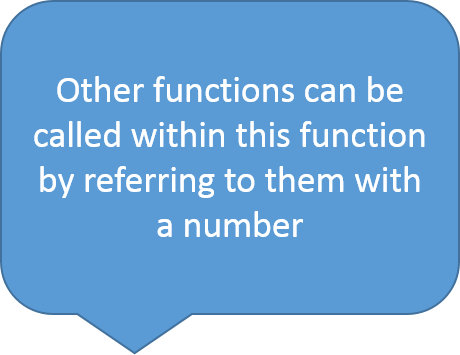 Other functions can be
called within this function
by referring to them with
a number